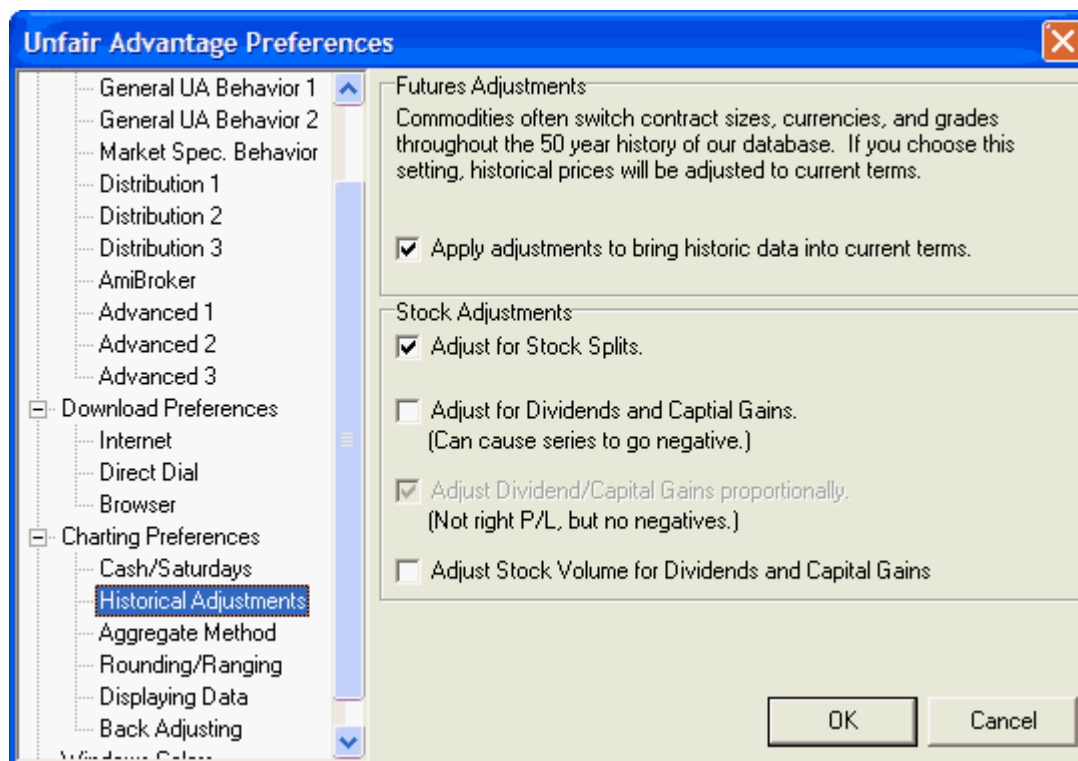 Unfair Advantage Preferences
General UA Behavior 1
General UA Behavior 2
Market Spec. Behavior
Distribution 1
Distribution 2
Distribution 3
AmiBroker
Advanced 1
Advanced 2
Advanced 3
Download Preferences
Internet
Direct Dial
Browser
Charting Preferences
Cash/Saturdays
Historical Adjustments
Aggregate Method
Rounding/Ranging
Displaying Data
Back Adjusting
Windows Colors
Futures Adjustments
Commodities often switch contract sizes, currencies, and grades
throughout the 50 year history of our database. If you choose this
setting, historical prices will be adjusted to current terms.
Apply adjustments to bring historic data into current terms.
Stock Adjustments
Adjust for Stock Splits.
Adjust for Dividends and Captial Gains.
(Can cause series to go negative.)
Adjust Dividend/Capital Gains proportionally.
(Not right P/L, but no negatives.)
Adjust Stock Volume for Dividends and Capital Gains
OK
Cancel